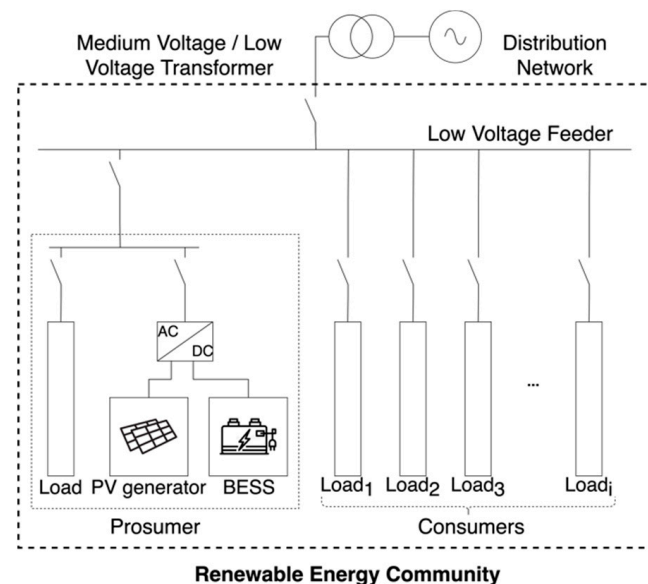 Medium Voltage / Low
Voltage Transformer
Distribution
Network
Low Voltage Feeder
AC
DC
Load
PV generator
BESS
Load1
Load2
Load3
...
Loadi
Prosumer
Consumers
Renewable Energy Community